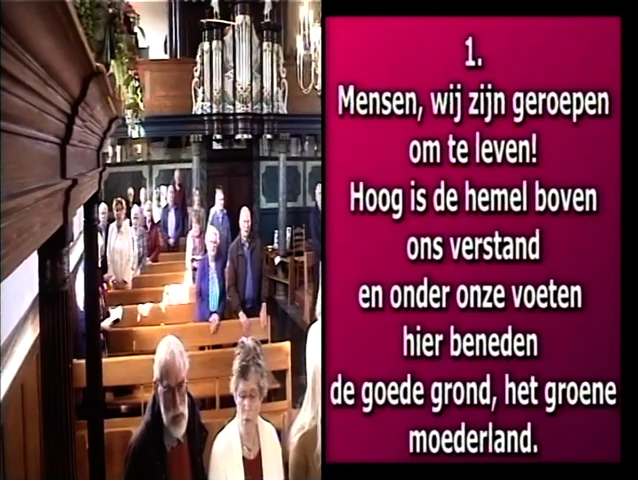 1.
Mensen, wij zijn geroepen
om te leven!
Hoog is de hemel boven
ons verstand
en onder onze voeten
hier beneden
de goede grond, het groene
moederland.